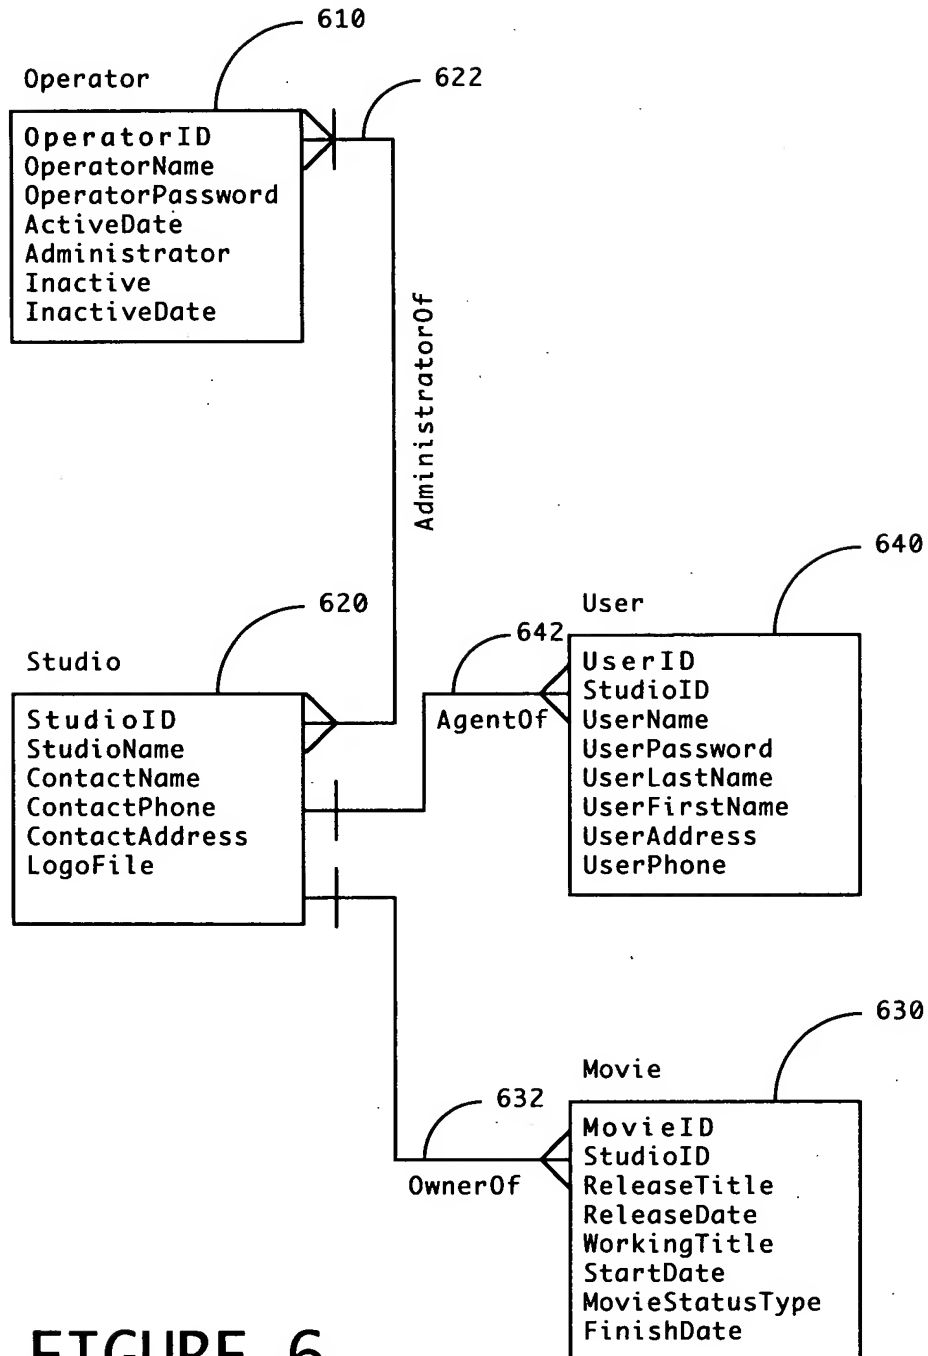 610
Operator
622
OperatorID
OperatorName
OperatorPassword
ActiveDate
Administrator
Inactive
InactiveDate
AdministratorOf
640
620
User
642
Studio
UserID
StudioID
UserName
UserPassword
UserLastName
UserFirstName
UserAddress
UserPhone
AgentOf
StudioID
StudioName
ContactName
ContactPhone
ContactAddress
LogoFile
630
Movie
632
MovieID
StudioID
ReleaseTitle
ReleaseDate
WorkingTitle
StartDate
MovieStatusType
FinishDate
OwnerOf
FIGURE 6